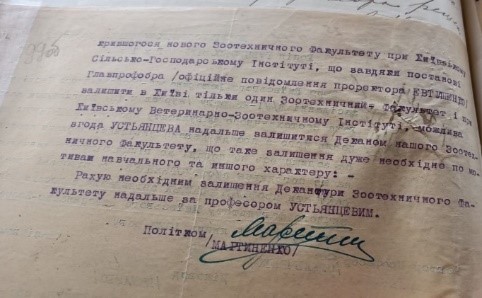 крившогося нового Зоотехничного Факультету при Київському
Сільсько-Господарському Інституті, що завдяки постанові
Главпрофобра /офіційне повідомлення проректора/ЕВТУШЕНКО/
залишити в Київі тільки один Зоотехничний Факультет і при
Київському Ветеринарно-Зоотехничному Інституті, можлива
згода УСТЬЯНЦЕВА надальше залишитися Деканом нашого Зоотех-
ничного Факультету, що таке залишення дуже необхідно по мо-
тивам навчального та иншого характеру: -
Рахую необхідним залишення Декантури Зоотехничного Фа-
культету надальше за професором УСТЬЯНЦЕВИМ.
Політком
/МАРТИНЕНКО/